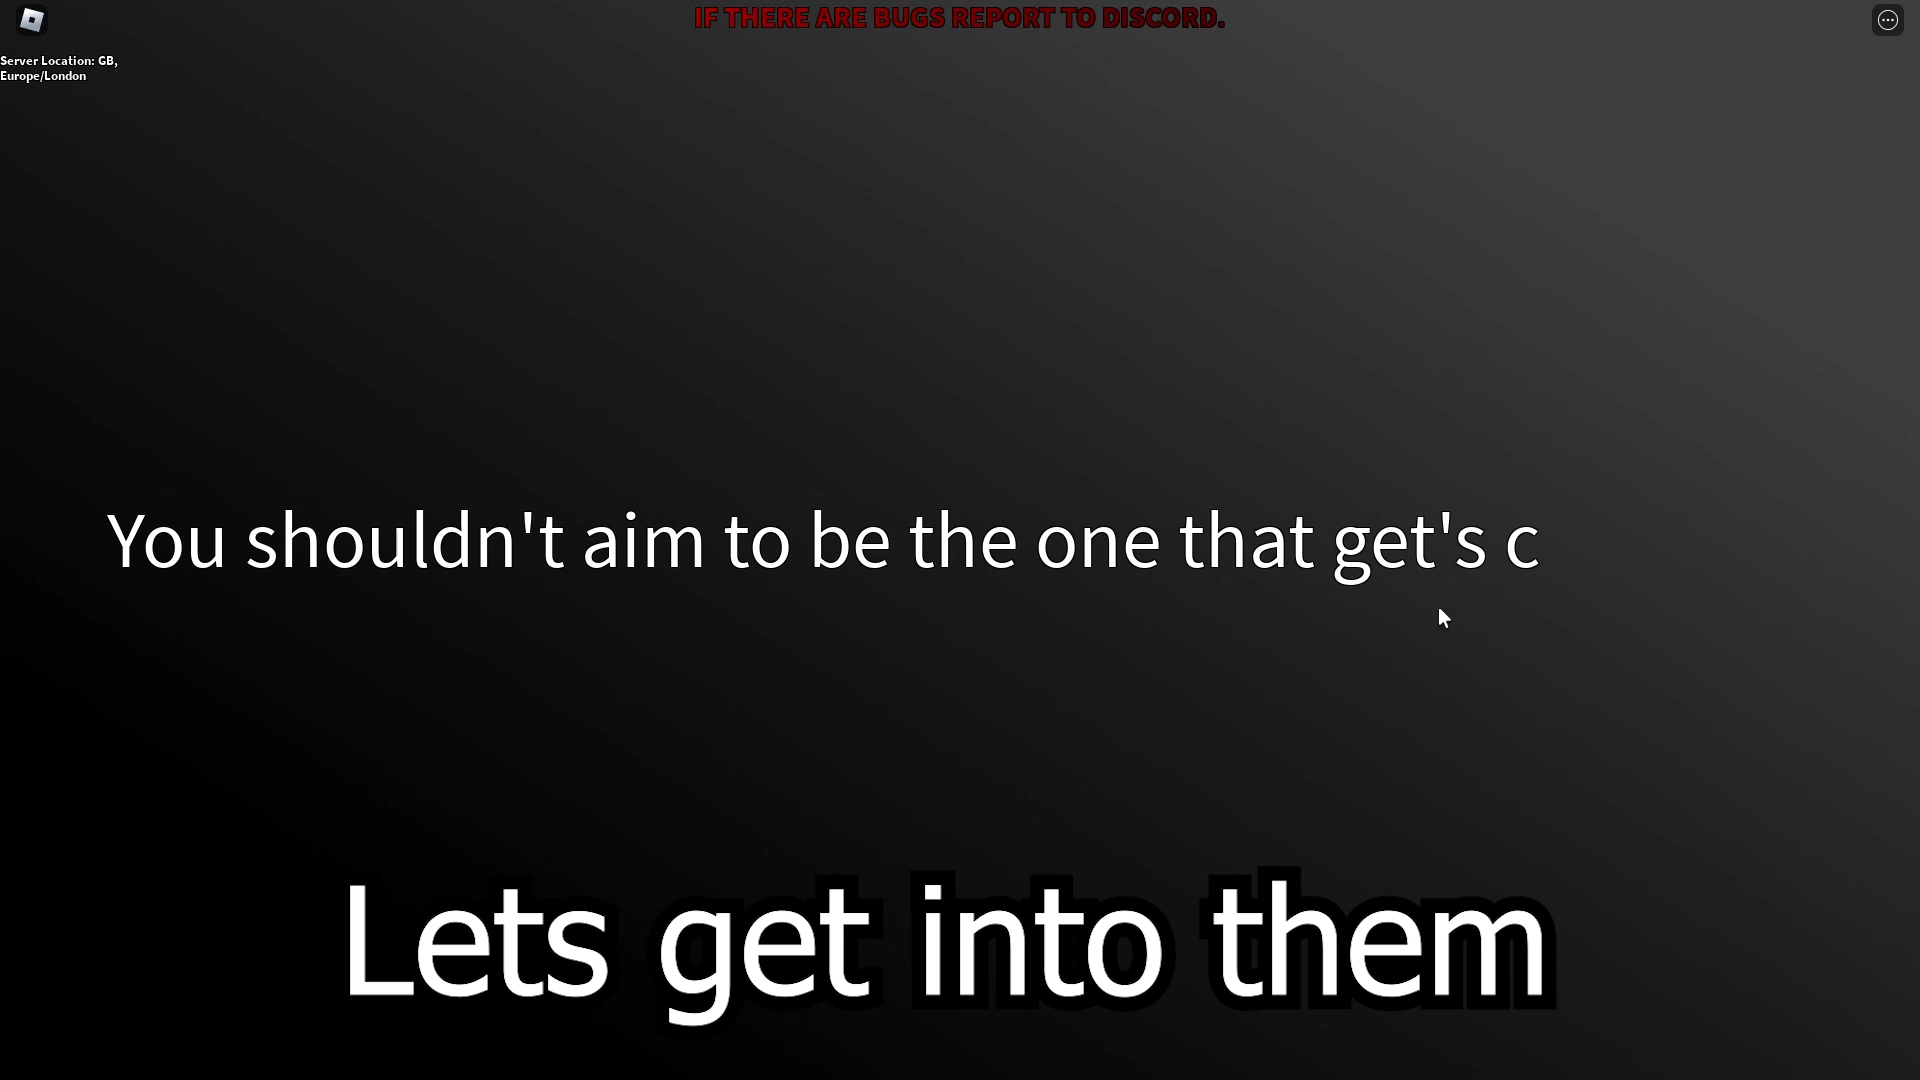 IF THERE ARE BUGS REPORT TO DISCORD.
Server Location: GB,
Europe/London
You shouldn't aim to be the one that get's c
Lets get into them